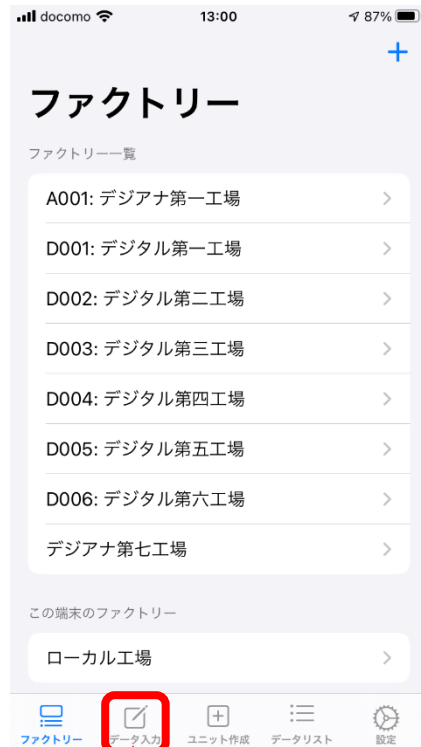 docomo 13:00 87%
ファクトリー
ファクトリー一覧
A001: デジアナ第一工場
D001: デジタル第一工場
D002: デジタル第二工場
D003: デジタル第三工場
D004: デジタル第四工場
D005: デジタル第五工場
D006: デジタル第六工場
デジアナ第七工場
この端末のファクトリー
ローカル工場
ファクトリー データ入力 ユニット作成 データリスト 設定